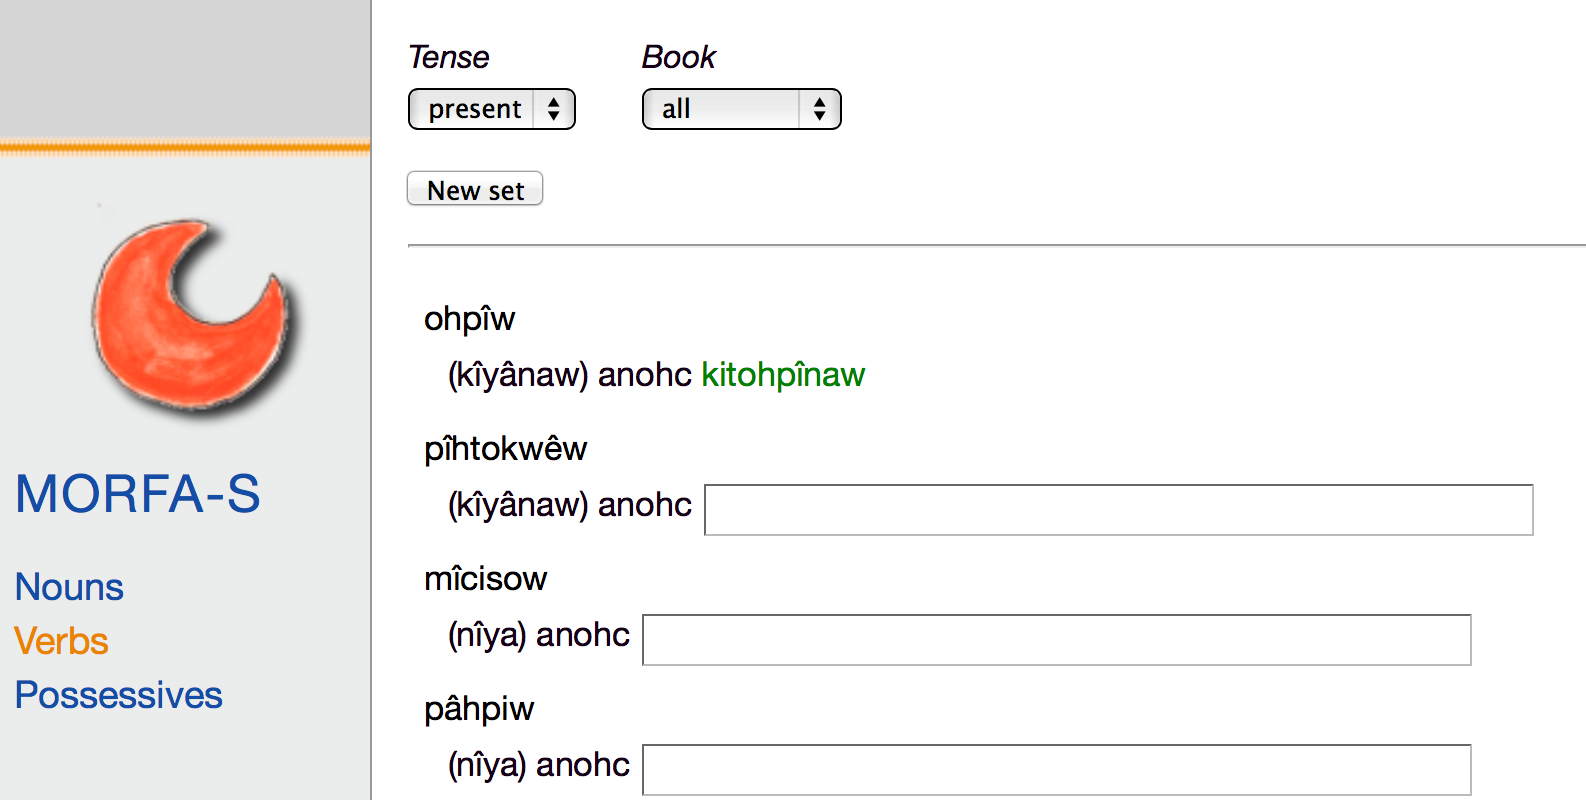 Tense Book
present all
New set
ohpîw
(kîyânaw) anohc kitohpînaw
pîhtokwêw
(kîyânaw) anohc
mîcisow
(nîya) anohc
pâhpiw
(nîya) anohc
MORFA-S
Nouns
Verbs
Possessives